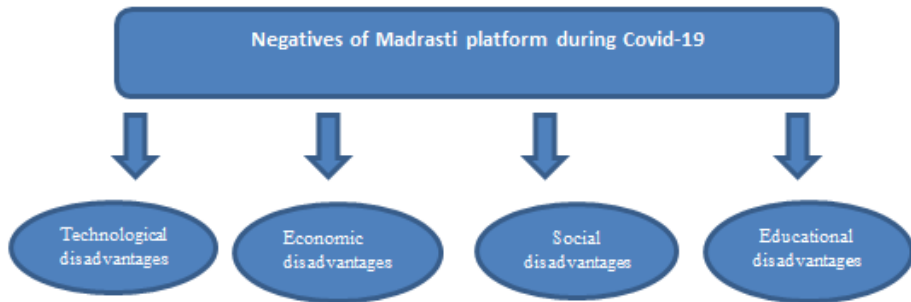 Negatives of Madrasti platform during Covid-19
Technological
disadvantages
Economic
disadvantages
Social
disadvantages
Educational
disadvantages